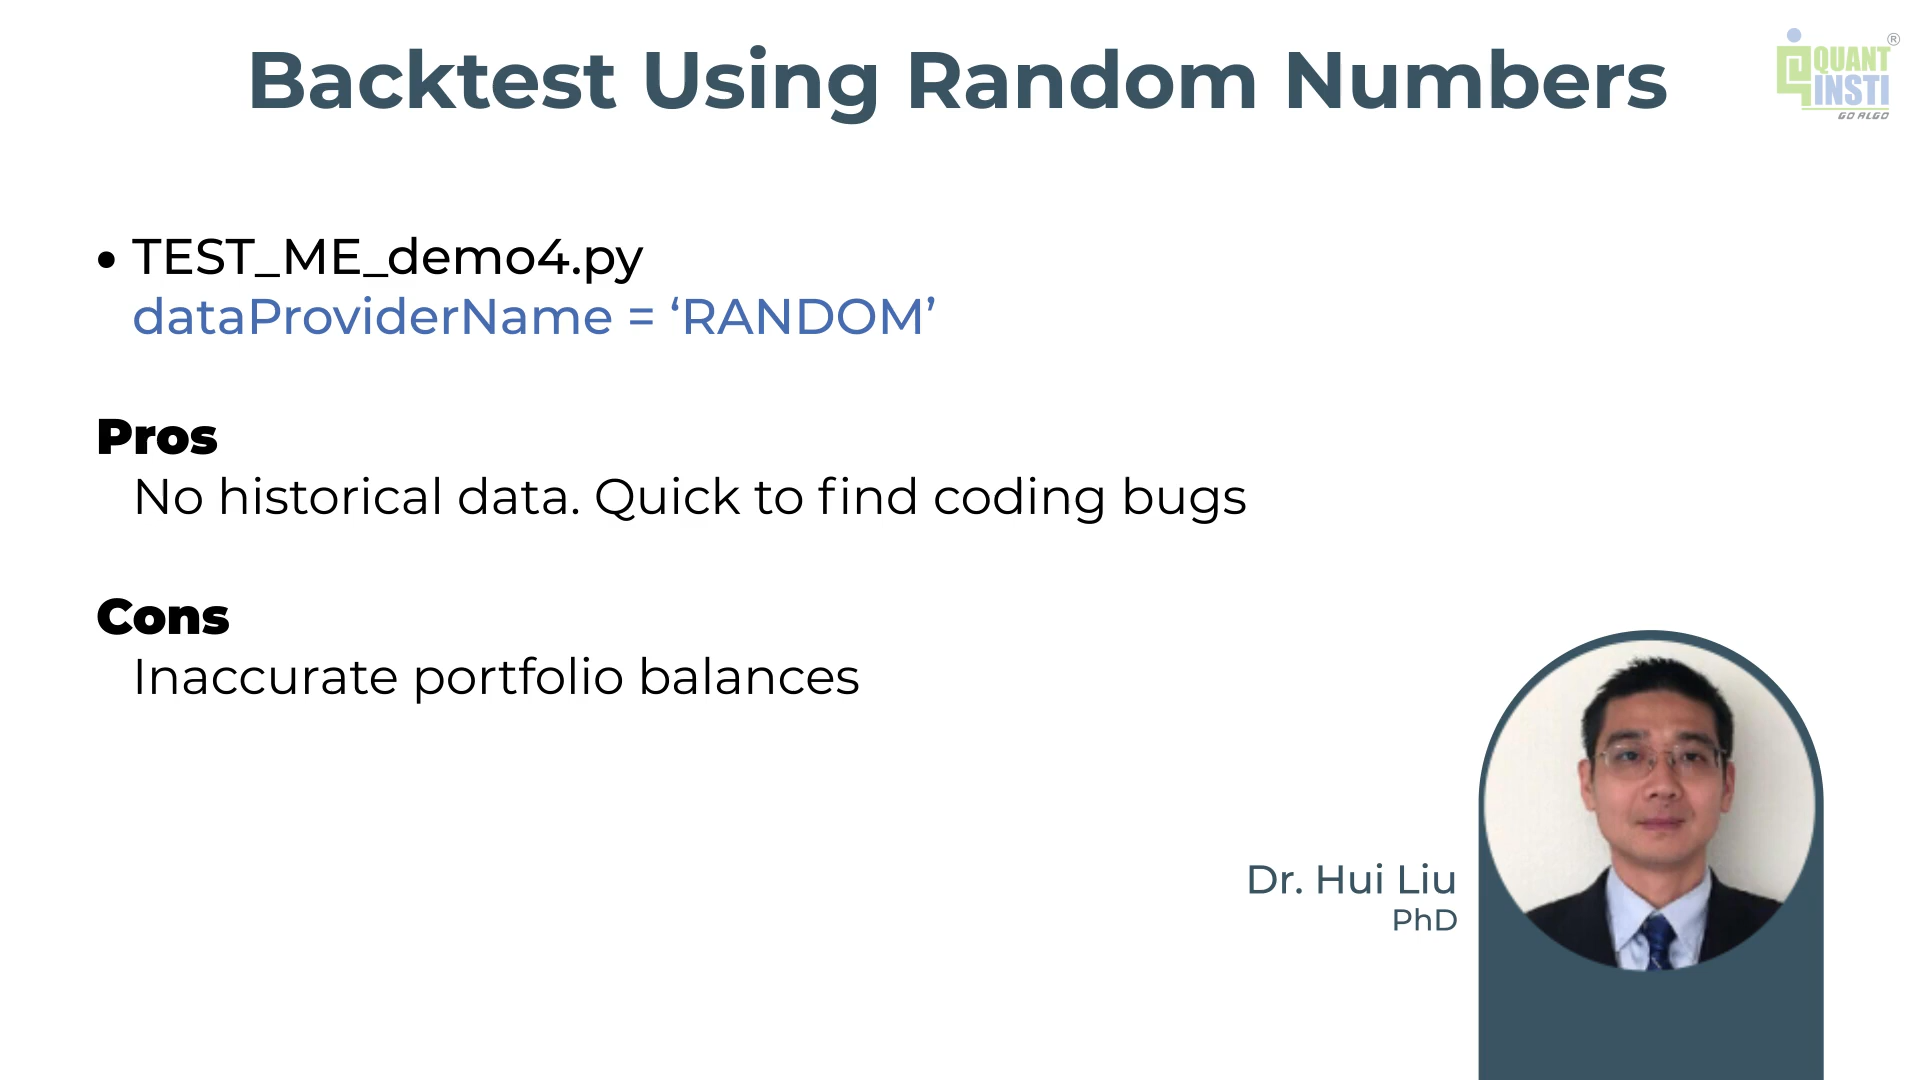 Backtest Using Random Numbers
QUANT
INSTI
®
GO ALGO
• TEST_ME_demo4.py
dataProviderName = ‘RANDOM’
Pros
No historical data. Quick to find coding bugs
Cons
Inaccurate portfolio balances
Dr. Hui Liu
PhD